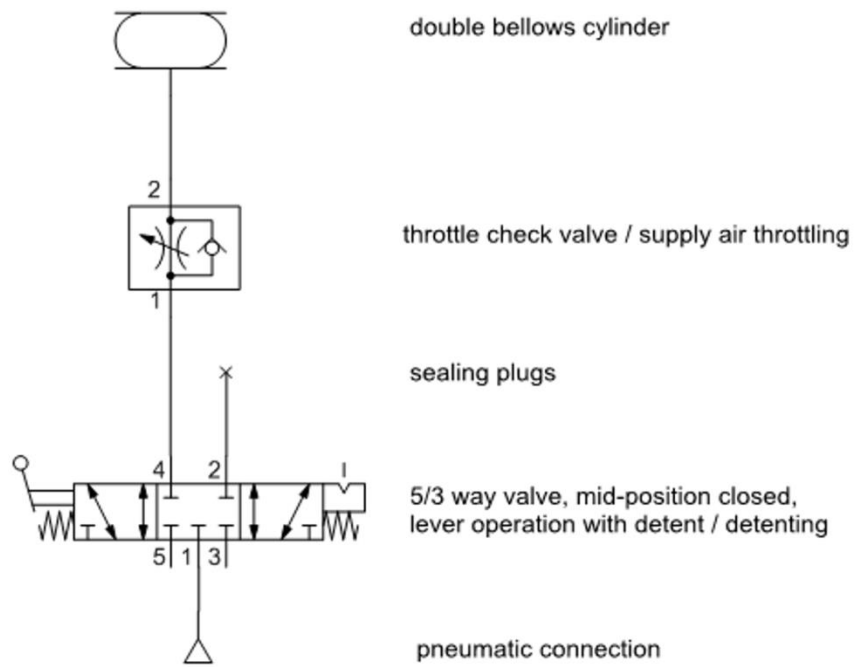 double bellows cylinder
2
throttle check valve / supply air throttling
1
sealing plugs
4 2
5/3 way valve, mid-position closed,
lever operation with detent / detenting
5 1 3
pneumatic connection